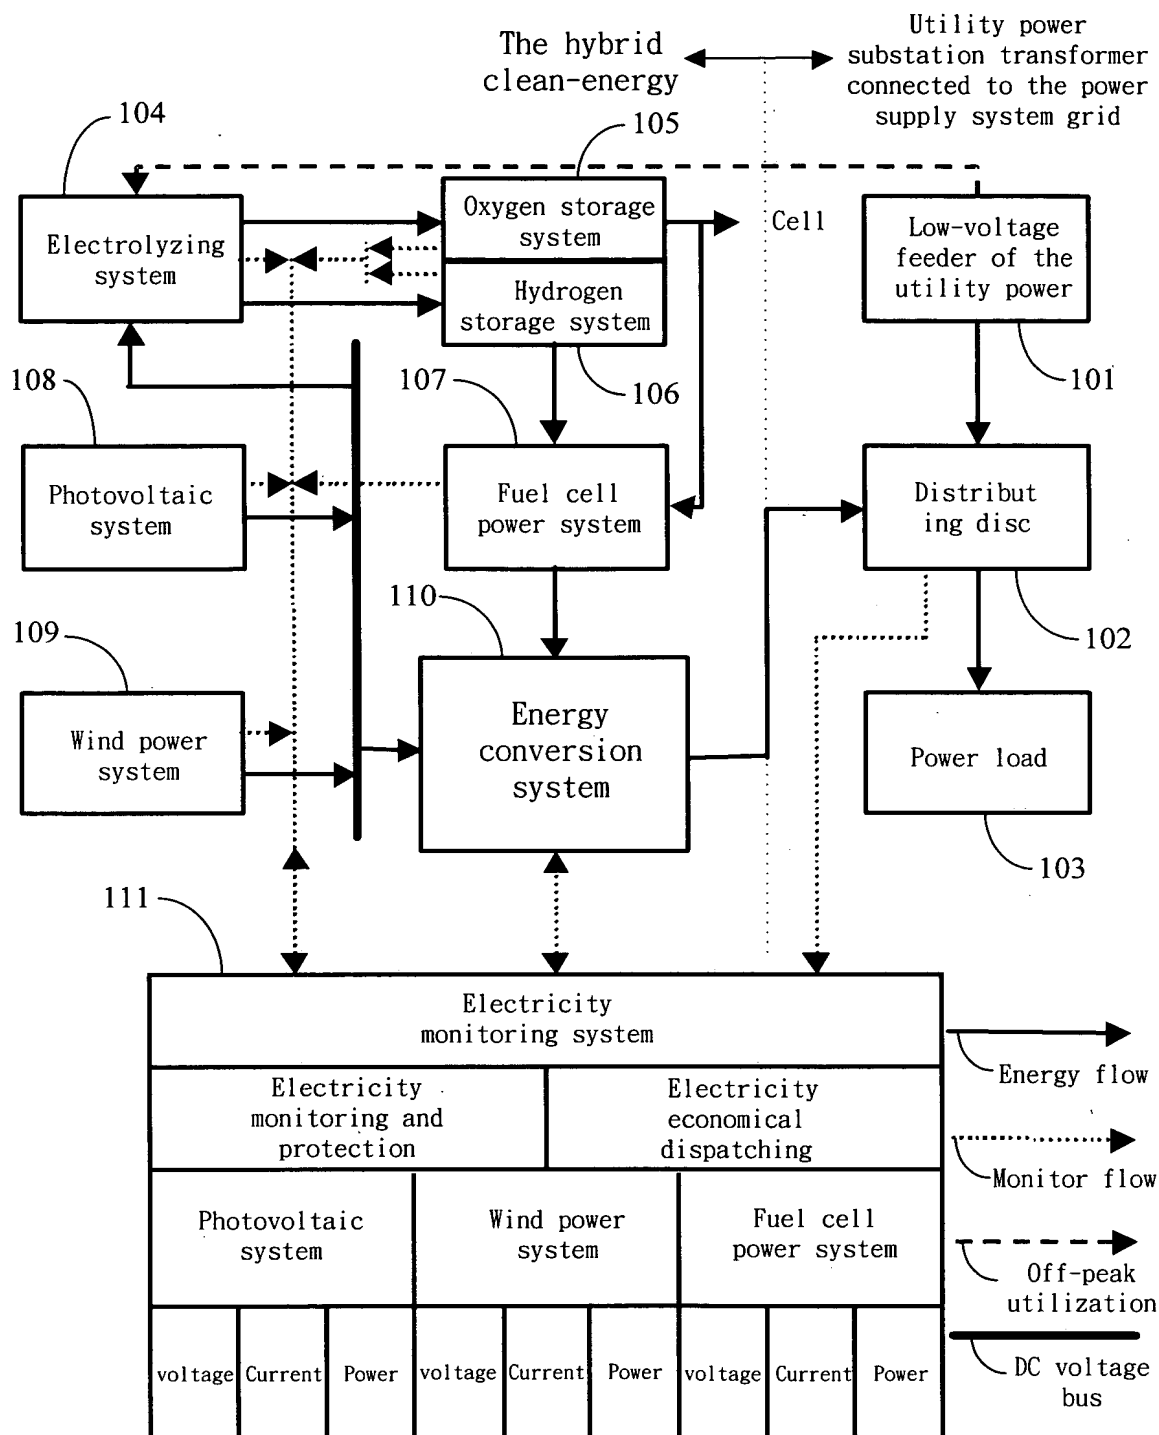 The hybrid
clean-energy
Utility power
substation transformer
connected to the power
supply system grid
104
105
Electrolyzing
system
Oxygen storage
system
Cell
Low-voltage
feeder of the
utility power
Hydrogen
storage system
108
107
106
101
Photovoltaic
system
Fuel cell
power system
Distribut
ing disc
110
109
102
Wind power
system
Energy
conversion
system
Power load
103
111
Electricity
monitoring system
Energy flow
Electricity
monitoring and
protection
Electricity
economical
dispatching
Monitor flow
Photovoltaic
system
Wind power
system
Fuel cell
power system
Off-peak
utilization
voltage Current Power voltage Current Power voltage Current Power
DC voltage
bus